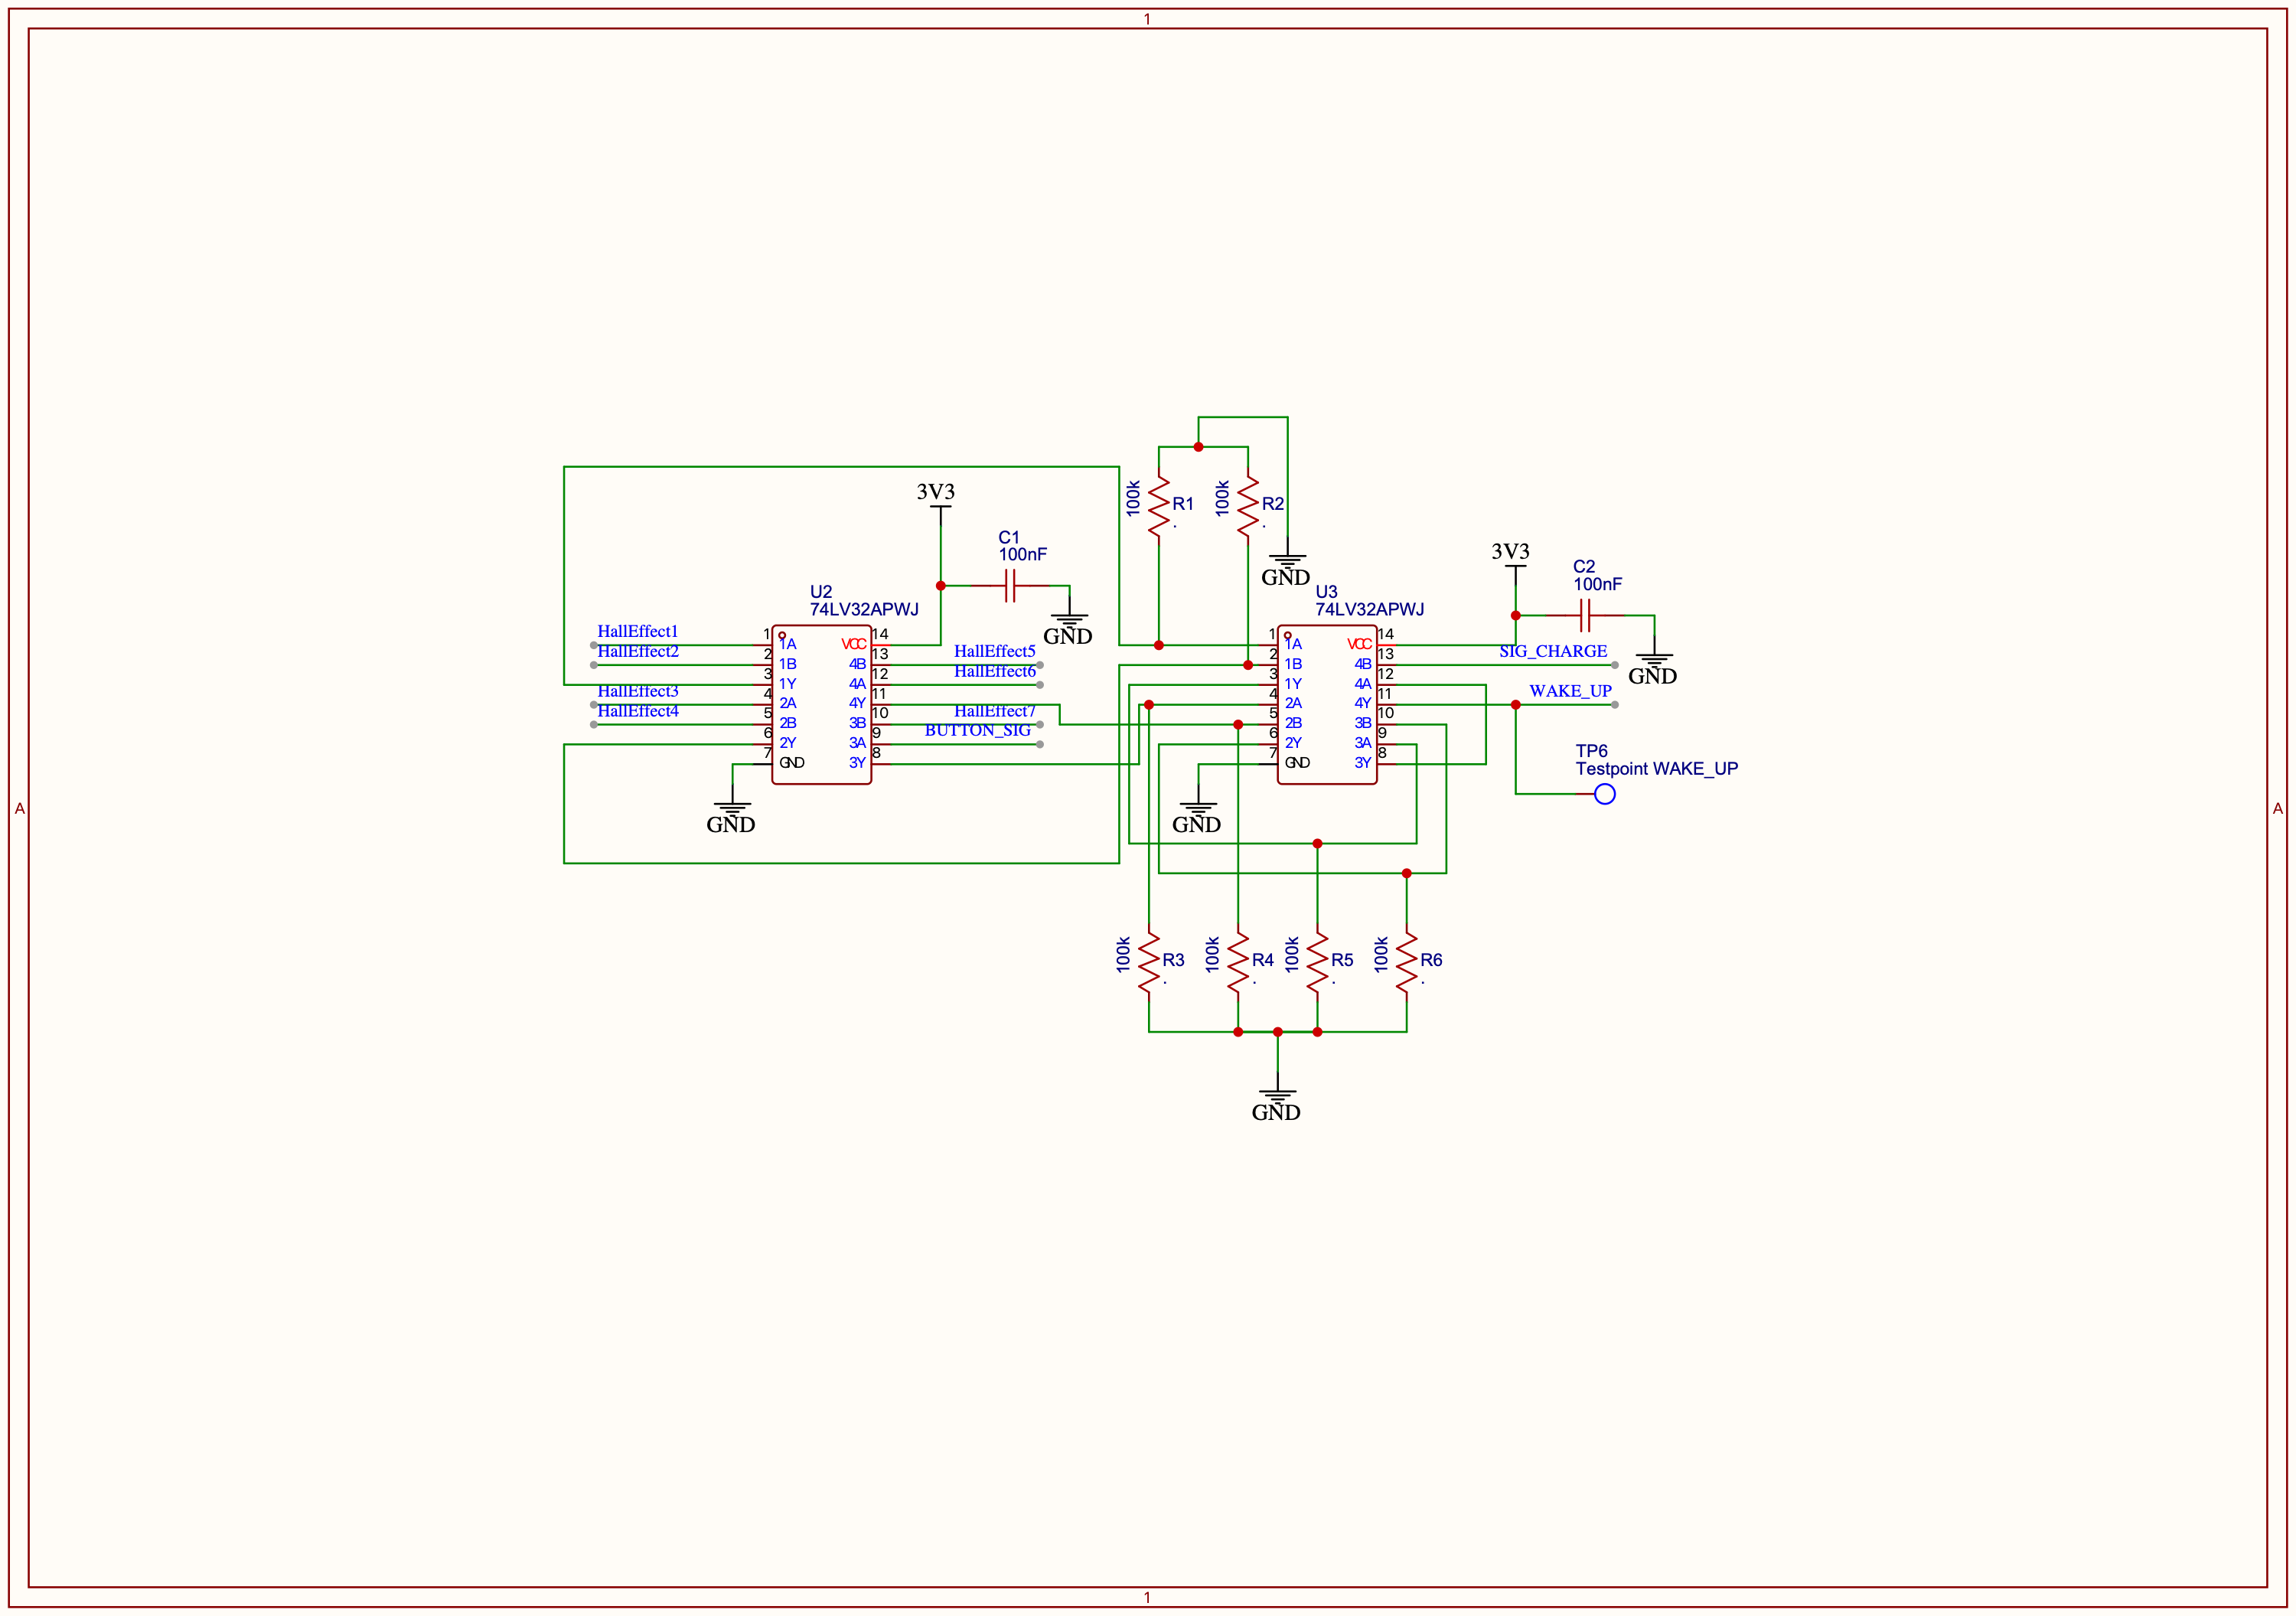 1
3V3
C1
100nF
GND
U2
74LV32APWJ
HallEffect1
HallEffect2
HallEffect3
HallEffect4
1 1A
2 1B
3 1Y
4 2A
5 2B
6 2Y
7 GND
VCC 14
4B 13
4A 12
4Y 11
3B 10
3A 9
3Y 8
HallEffect5
HallEffect6
HallEffect7
BUTTON_SIG
GND
100k
R1
.
100k
R2
.
GND
U3
74LV32APWJ
1 1A
2 1B
3 1Y
4 2A
5 2B
6 2Y
7 GND
VCC 14
4B 13
4A 12
4Y 11
3B 10
3A 9
3Y 8
GND
3V3
C2
100nF
GND
SIG_CHARGE
WAKE_UP
TP6
Testpoint WAKE_UP
A
A
100k
R3
.
100k
R4
.
100k
R5
.
100k
R6
.
GND
1